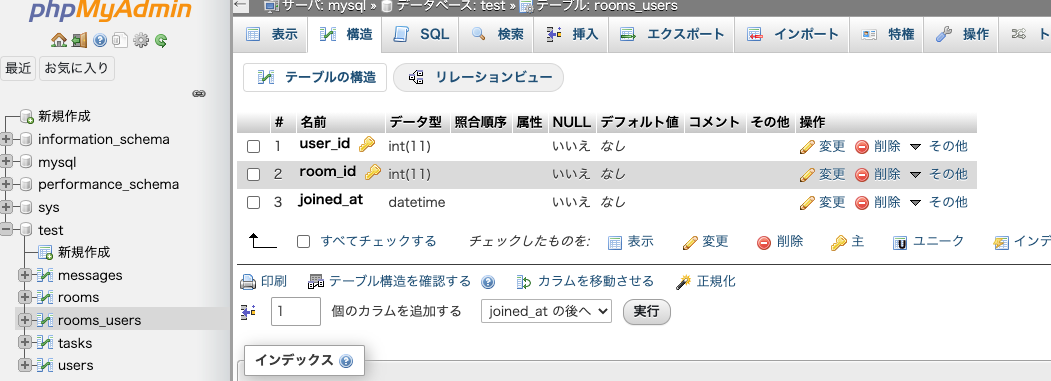 phpMyAdmin
最近 お気に入り
新規作成
information_schema
mysql
performance_schema
sys
test
新規作成
messages
rooms
rooms_users
tasks
users
サーバ: mysql » データベース: test » テーブル: rooms_users
表示 構造 SQL 検索 挿入 エクスポート インポート 特権 操作 ト
テーブルの構造 リレーションビュー
# 名前 データ型 照合順序 属性 NULL デフォルト値 コメント その他 操作
1 user_id int(11) いいえ なし 変更 削除 その他
2 room_id int(11) いいえ なし 変更 削除 その他
3 joined_at datetime いいえ なし 変更 削除 その他
すべてチェックする チェックしたものを: 表示 変更 削除 主 ユニーク インデ
印刷 テーブル構造を確認する カラムを移動させる 正規化
1 個のカラムを追加する joined_at の後へ 実行
インデックス